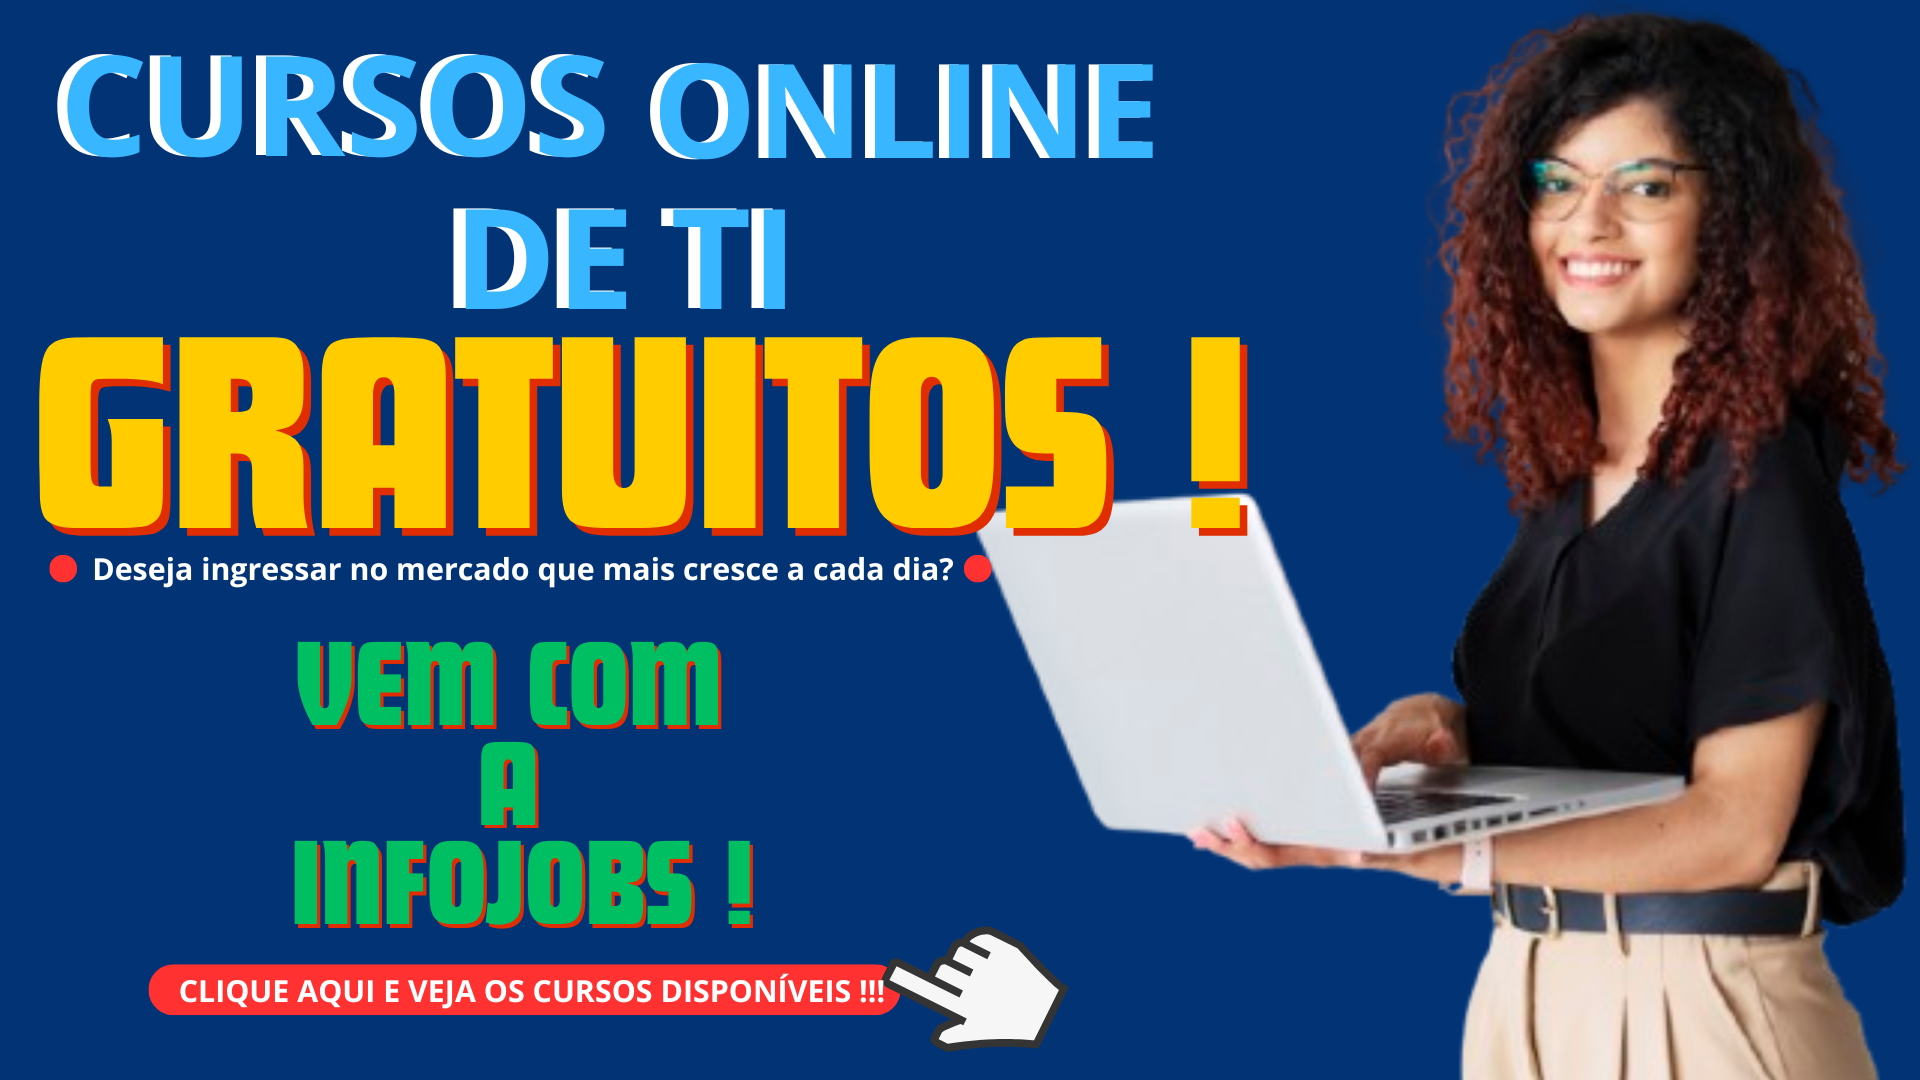 CURSOS ONLINE
DE TI
GRATUITOS !
Deseja ingressar no mercado que mais cresce a cada dia?
VEM COM
A
INFOJOBS !
CLIQUE AQUI E VEJA OS CURSOS DISPONÍVEIS !!!